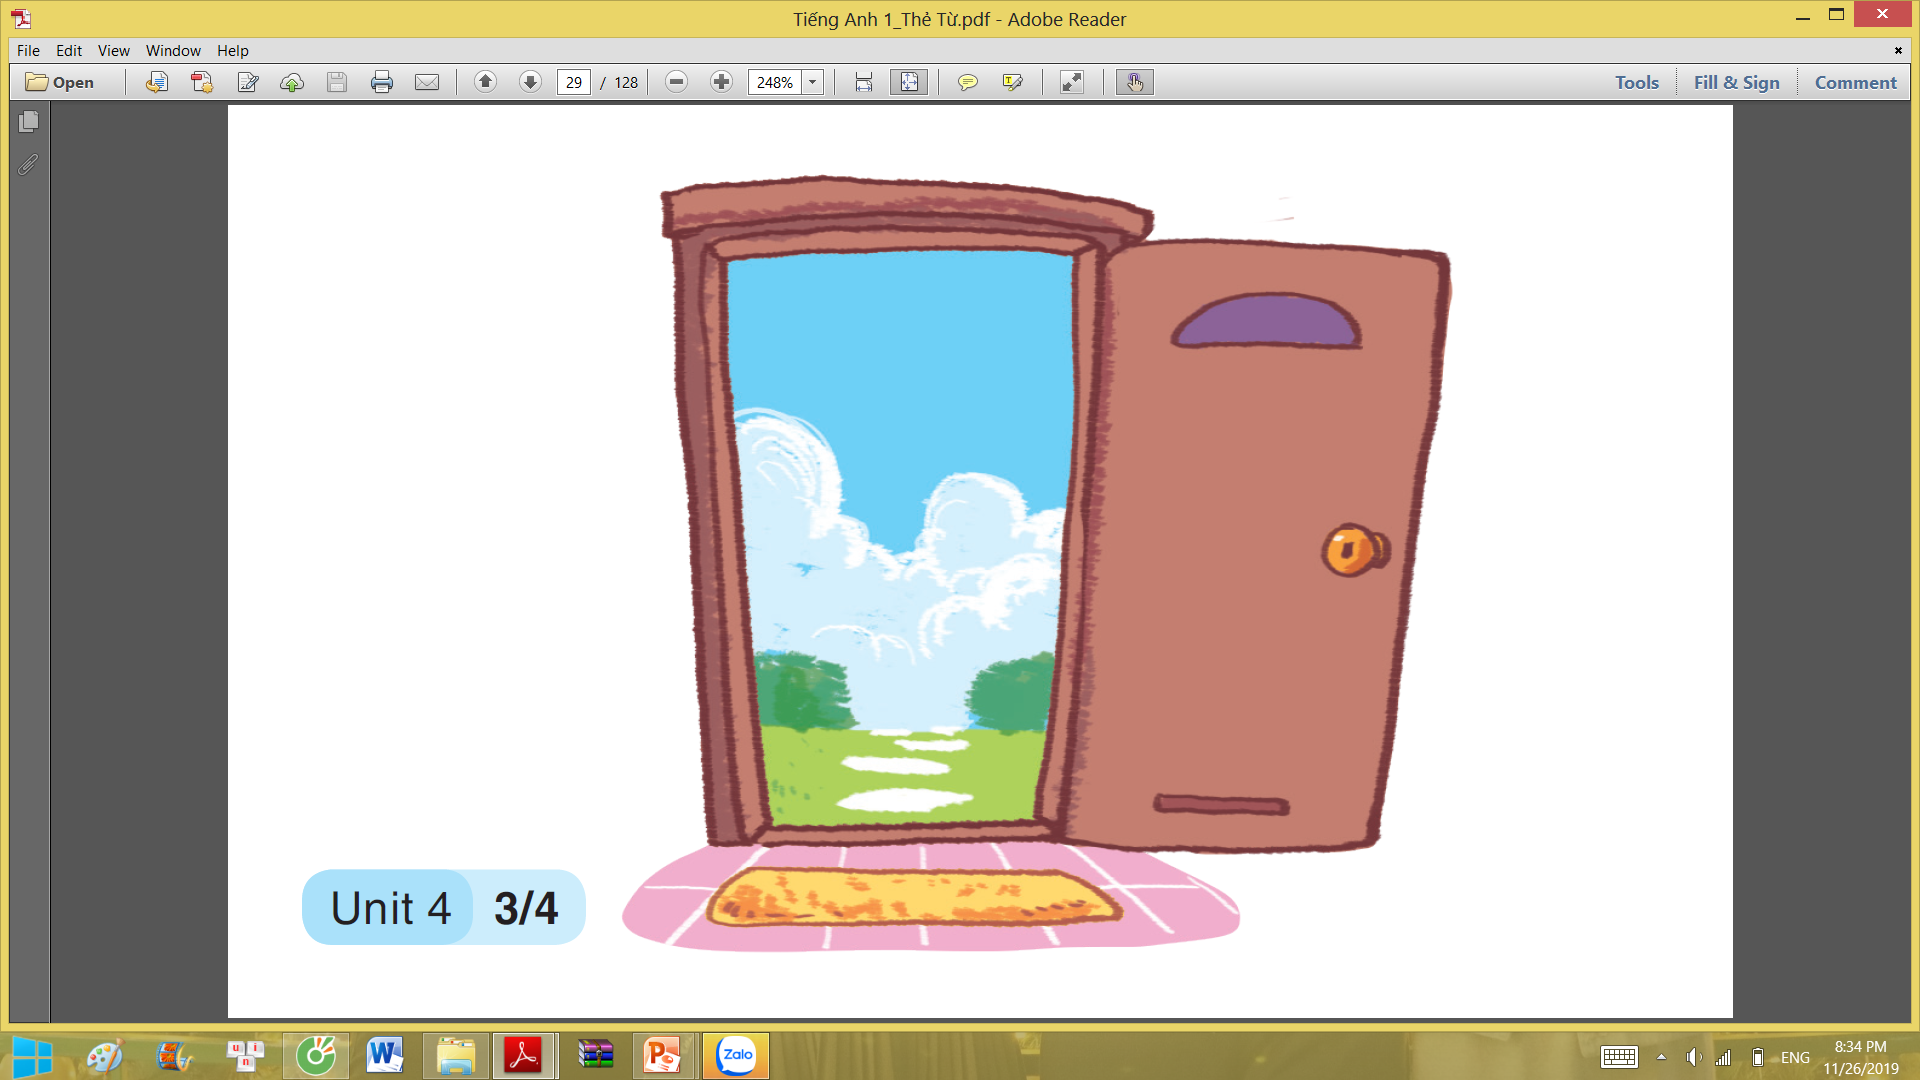 Tiếng Anh 1_Thẻ Từ.pdf - Adobe Reader
File Edit View Window Help
Open 29 / 128 248% Tools Fill & Sign Comment
Unit 4 3/4
u n i
W P Zalo
ENG 8:34 PM
11/26/2019